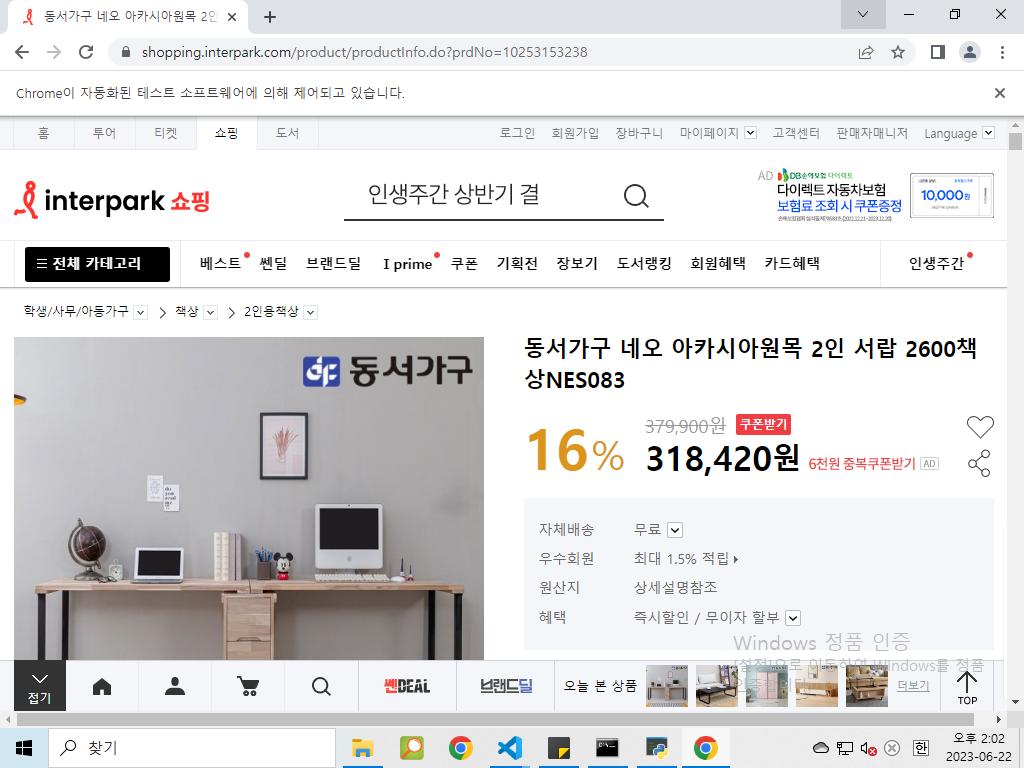 동서가구 네오 아카시아원목 2인
shopping.interpark.com/product/productInfo.do?prdNo=10253153238
Chrome이 자동화된 테스트 소프트웨어에 의해 제어되고 있습니다.
홈 투어 티켓 쇼핑 도서 로그인 회원가입 장바구니 마이페이지 고객센터 판매자매니저 Language
interpark 쇼핑
인생주간 상반기 결
AD DB손해보험 다이렉트
다이렉트 자동차보험
보험료 조회 시 쿠폰증정
10,000원
전체 카테고리 베스트 쎈딜 브랜드딜 I prime 쿠폰 기획전 장보기 도서랭킹 회원혜택 카드혜택 인생주간
학생/사무/아동가구 책상 2인용책상
동서가구
동서가구 네오 아카시아원목 2인 서랍 2600책
상NES083
16% 379,900원 쿠폰받기
318,420원 6천원 중복쿠폰받기 AD
자체배송 무료
우수회원 최대 1.5% 적립
원산지 상세설명참조
혜택 즉시할인 / 무이자 할부
Windows 정품 인증
[설정]으로 이동하여 Windows를 정품
접기 쎈DEAL 브랜드딜 오늘 본 상품 더보기 TOP
찾기
한
오후 2:02
2023-06-22